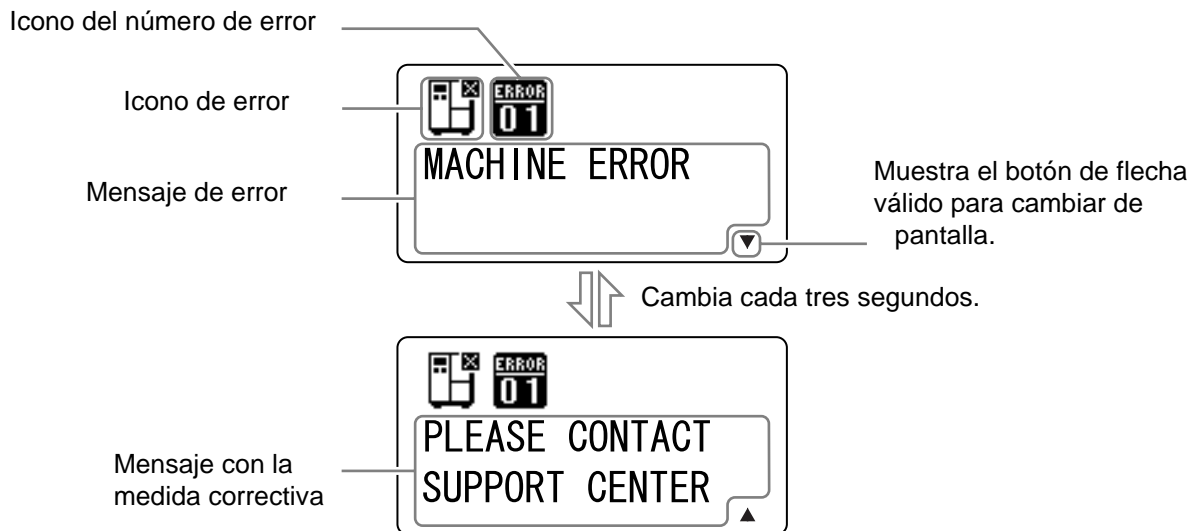 Icono del número de error
Icono de error
ERROR
01
MACHINE ERROR
Mensaje de error
Muestra el botón de flecha
válido para cambiar de
pantalla.
▼
Cambia cada tres segundos.
ERROR
01
PLEASE CONTACT
SUPPORT CENTER
▲
Mensaje con la
medida correctiva